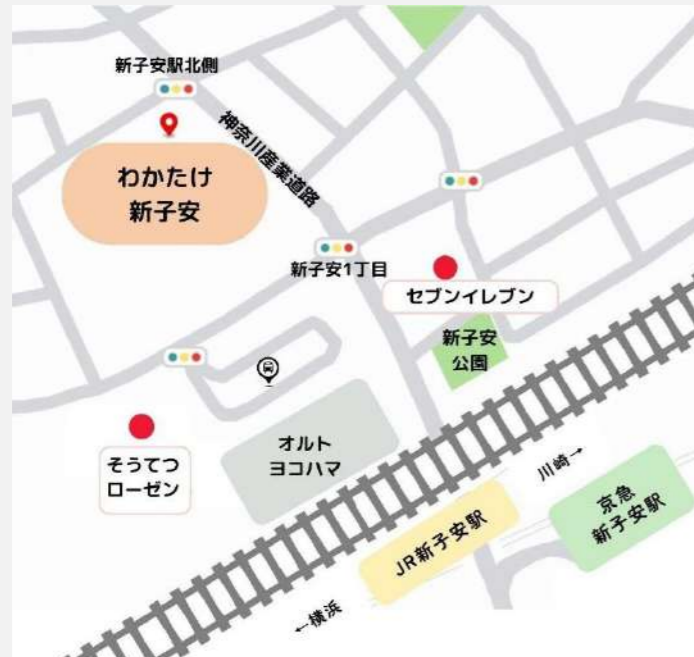 新子安駅北側
神奈川産業道路
わかたけ
新子安
新子安1丁目
セブンイレブン
新子安
公園
オルト
ヨコハマ
そうてつ
ローゼン
川崎→
京急
新子安駅
JR新子安駅
←横浜